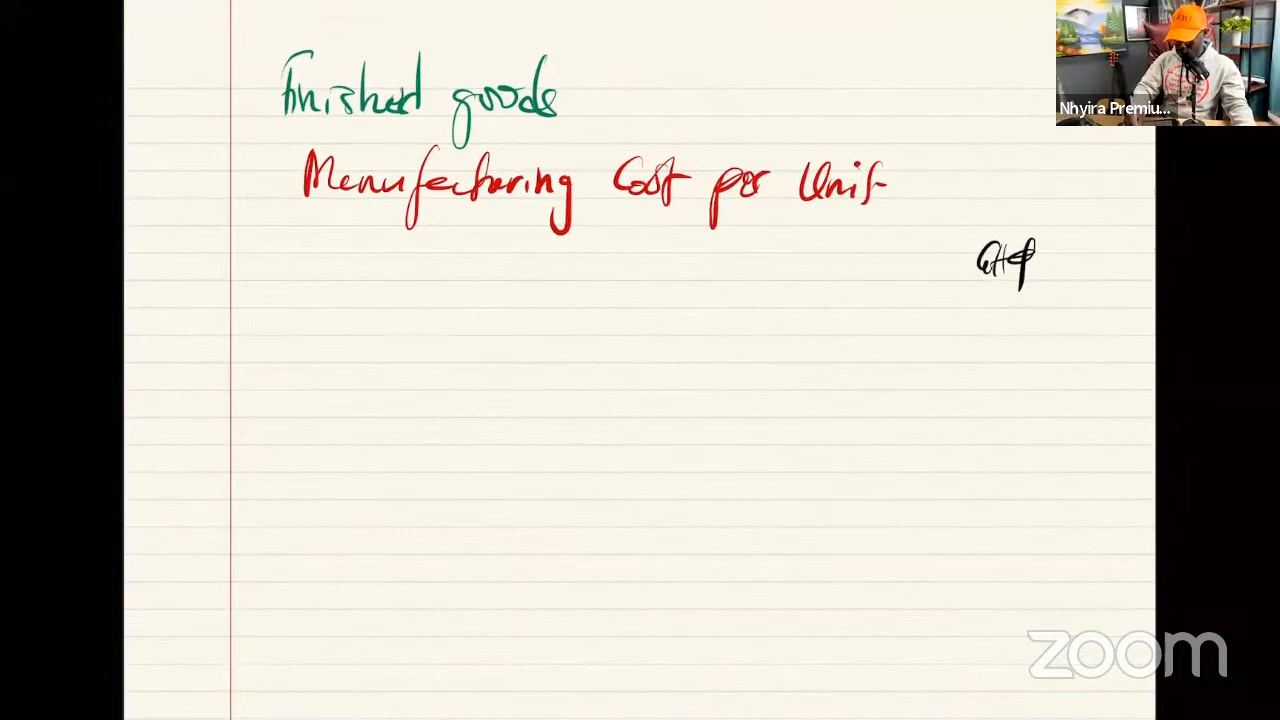 Finished goods
Manufacturing Cost per Unit
GH¢
Nhyira Premiu...
zoom